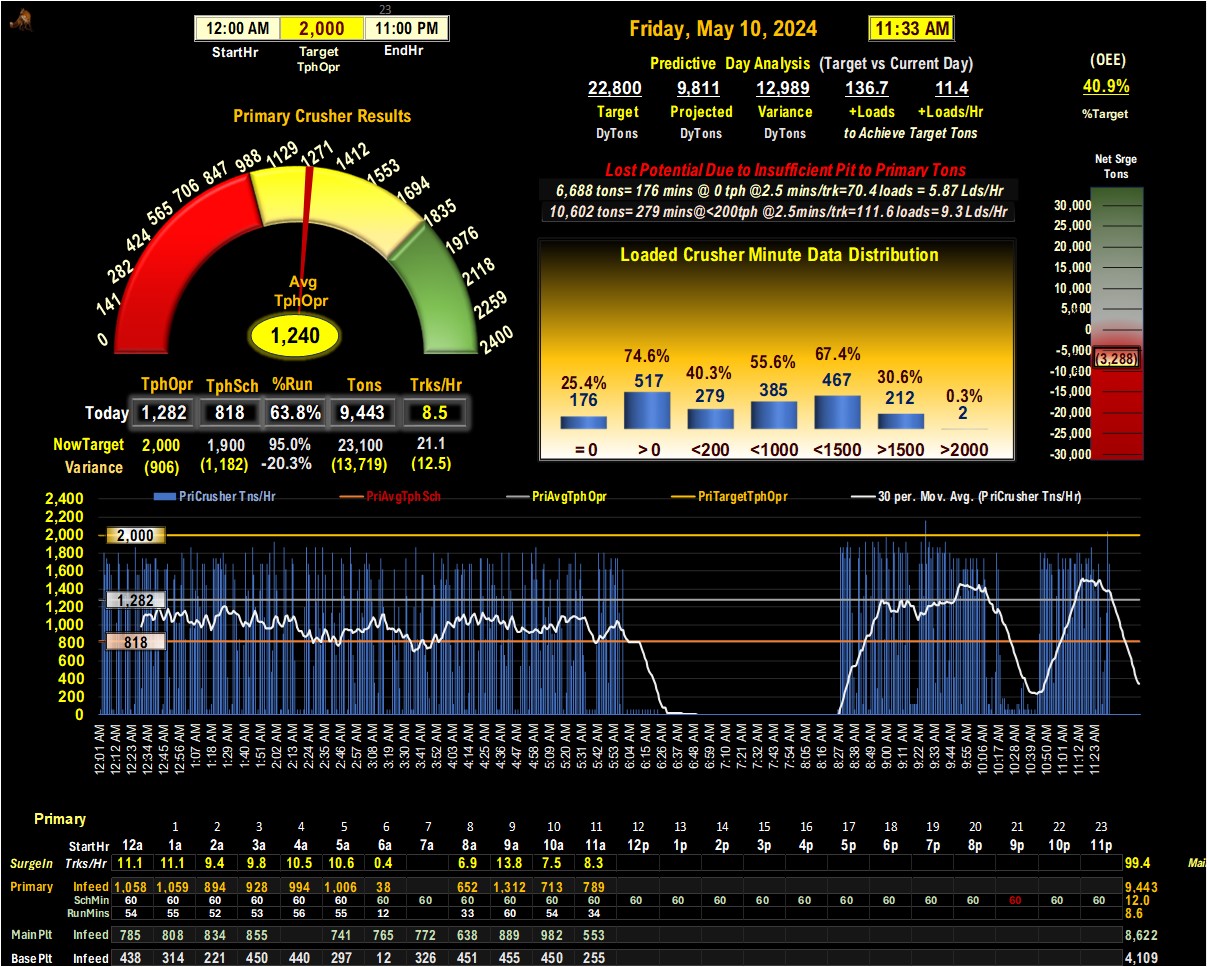 23
12:00 AM 2,000 11:00 PM
StartHr Target TphOpr EndHr
Friday, May 10, 2024 11:33 AM
Predictive Day Analysis (Target vs Current Day)
22,800 9,811 12,989 136.7 11.4
Target Projected Variance +Loads +Loads/Hr
DyTons DyTons DyTons to Achieve Target Tons
(OEE)
40.9%
%Target
Primary Crusher Results
0 141 282 424 565 706 847 988 1129 1271 1412 1553 1694 1835 1976 2118 2259 2400
Avg
TphOpr
1,240
Lost Potential Due to Insufficient Pit to Primary Tons
6,688 tons= 176 mins @ 0 tph @2.5 mins/trk=70.4 loads = 5.87 Lds/Hr
10,602 tons= 279 mins@<200tph @2.5mins/trk=111.6 loads= 9.3 Lds/Hr
Loaded Crusher Minute Data Distribution
25.4% 74.6% 40.3% 55.6% 67.4% 30.6% 0.3%
176 517 279 385 467 212 2
= 0 > 0 <200 <1000 <1500 >1500 >2000
Net Srge
Tons
30,000
25,000
20,000
15,000
10,000
5,000
0
-5,000
(3,288)
-10,000
-15,000
-20,000
-25,000
-30,000
TphOpr TphSch %Run Tons Trks/Hr
Today 1,282 818 63.8% 9,443 8.5
NowTarget 2,000 1,900 95.0% 23,100 21.1
Variance (906) (1,182) -20.3% (13,719) (12.5)
PriCrusher Tns/Hr PriAvgTphSch PriAvgTphOpr PriTargetTphOpr 30 per. Mov. Avg. (PriCrusher Tns/Hr)
2,400
2,200
2,000 2,000
1,800
1,600
1,400
1,200 1,282
1,000
800 818
600
400
200
0
12:01 AM 12:12 AM 12:23 AM 12:34 AM 12:45 AM 12:56 AM 1:07 AM 1:18 AM 1:29 AM 1:40 AM 1:51 AM 2:02 AM 2:13 AM 2:24 AM 2:35 AM 2:46 AM 2:57 AM 3:08 AM 3:19 AM 3:30 AM 3:41 AM 3:52 AM 4:03 AM 4:14 AM 4:25 AM 4:36 AM 4:47 AM 4:58 AM 5:09 AM 5:20 AM 5:31 AM 5:42 AM 5:53 AM 6:04 AM 6:15 AM 6:26 AM 6:37 AM 6:48 AM 6:59 AM 7:10 AM 7:21 AM 7:32 AM 7:43 AM 7:54 AM 8:05 AM 8:16 AM 8:27 AM 8:38 AM 8:49 AM 9:00 AM 9:11 AM 9:22 AM 9:33 AM 9:44 AM 9:55 AM 10:06 AM 10:17 AM 10:28 AM 10:39 AM 10:50 AM 11:01 AM 11:12 AM 11:23 AM
Primary
1 2 3 4 5 6 7 8 9 10 11 12 13 14 15 16 17 18 19 20 21 22 23
StartHr 12a 1a 2a 3a 4a 5a 6a 7a 8a 9a 10a 11a 12p 1p 2p 3p 4p 5p 6p 7p 8p 9p 10p 11p
SurgeIn Trks/Hr 11.1 11.1 9.4 9.8 10.5 10.6 0.4 6.9 13.8 7.5 8.3 99.4
Primary Infeed 1,058 1,059 894 928 994 1,006 38 652 1,312 713 789 9,443
SchMin 60 60 60 60 60 60 60 60 60 60 60 60 60 60 60 60 60 60 60 60 60 60 60 60 12.0
RunMins 54 55 52 53 56 55 12 33 60 54 34 8.6
MainPlt Infeed 785 808 834 855 741 765 772 638 889 982 553 8,622
BasePlt Infeed 438 314 221 450 440 297 12 326 451 455 450 255 4,109